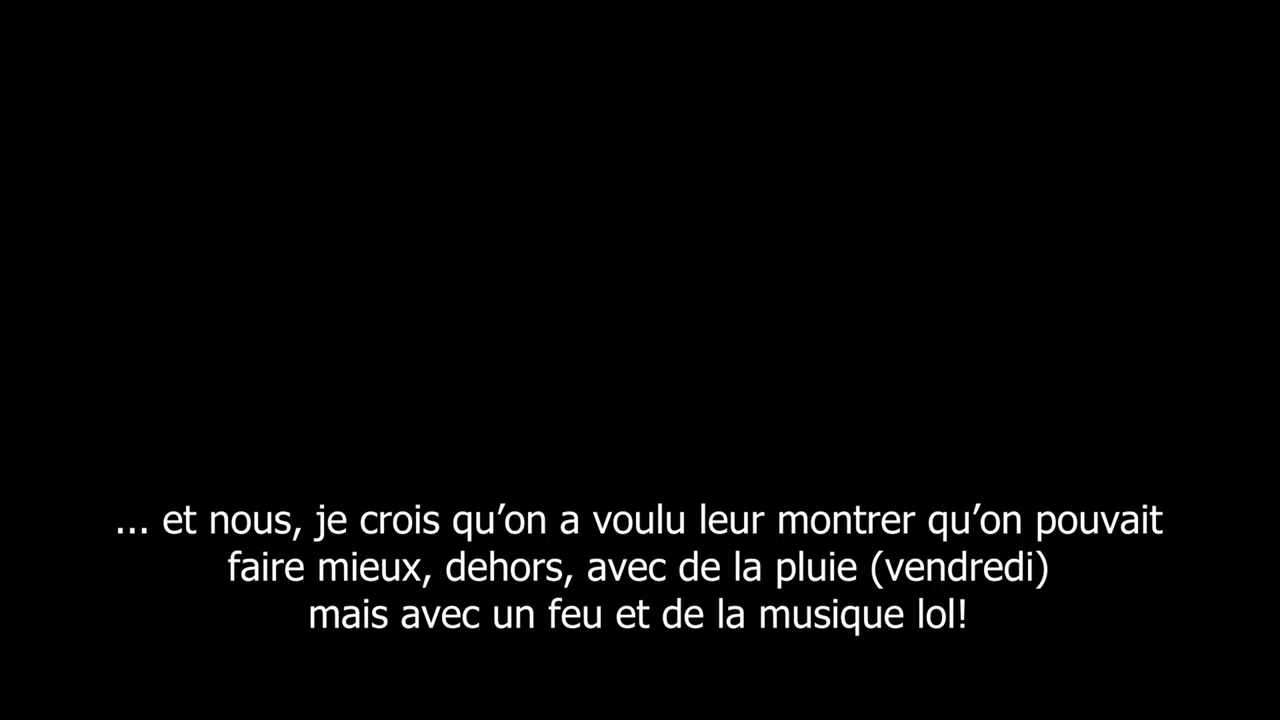 ... et nous, je crois qu’on a voulu leur montrer qu’on pouvait
faire mieux, dehors, avec de la pluie (vendredi)
mais avec un feu et de la musique lol!